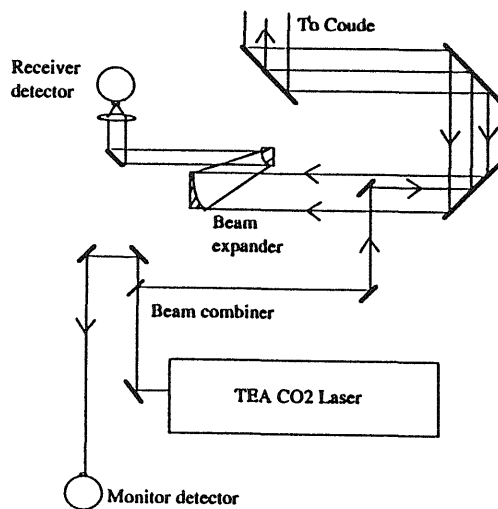 To Coude
Receiver
detector
Beam
expander
Beam combiner
TEA CO2 Laser
Monitor detector